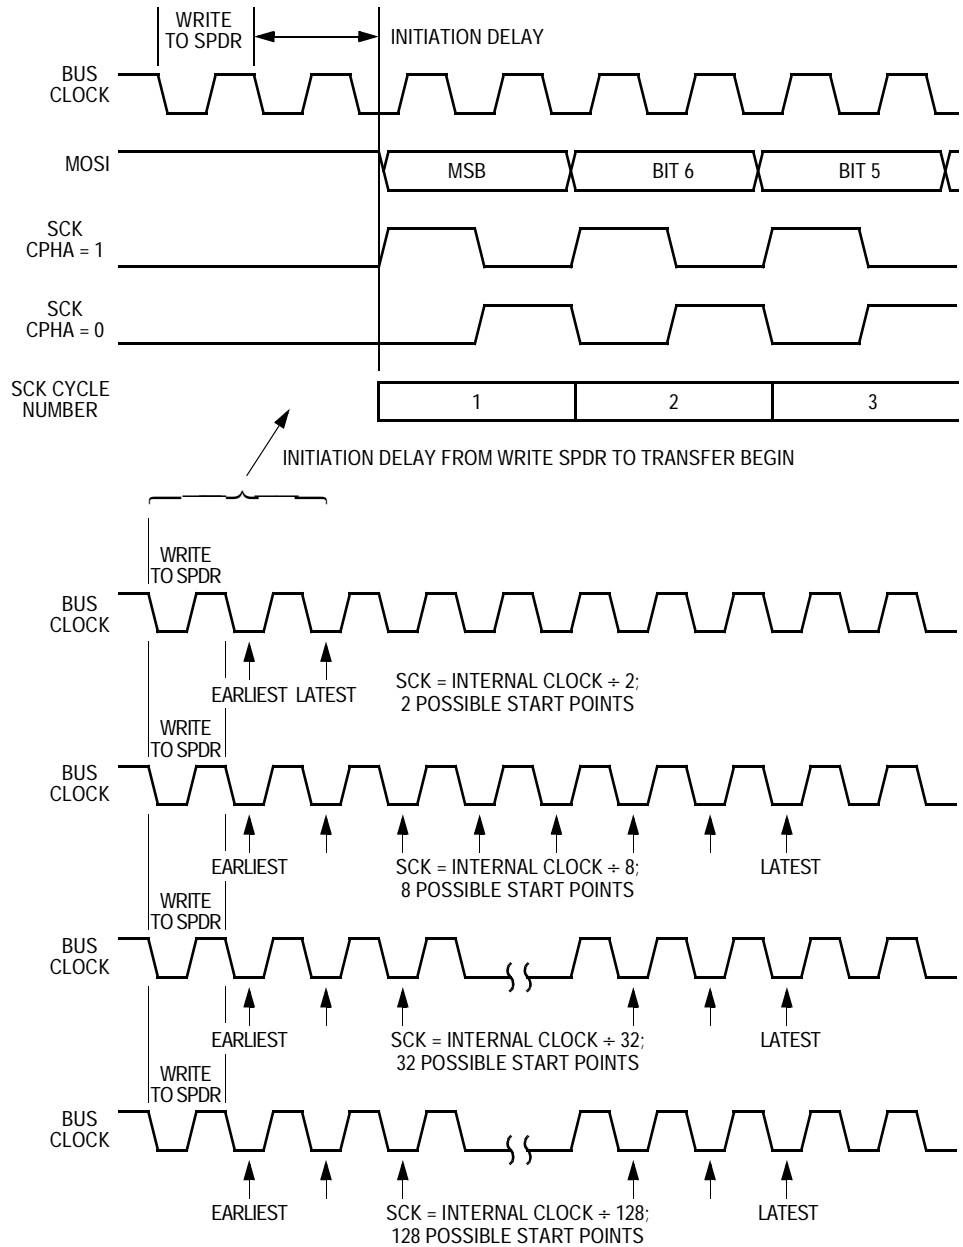 WRITE
TO SPDR
INITIATION DELAY
BUS
CLOCK
MOSI
MSB
BIT 6
BIT 5
SCK
CPHA = 1
SCK
CPHA = 0
SCK CYCLE
NUMBER
1
2
3
INITIATION DELAY FROM WRITE SPDR TO TRANSFER BEGIN
WRITE
TO SPDR
BUS
CLOCK
EARLIEST
LATEST
SCK = INTERNAL CLOCK ÷ 2;
2 POSSIBLE START POINTS
WRITE
TO SPDR
BUS
CLOCK
EARLIEST
SCK = INTERNAL CLOCK ÷ 8;
8 POSSIBLE START POINTS
LATEST
WRITE
TO SPDR
BUS
CLOCK
EARLIEST
SCK = INTERNAL CLOCK ÷ 32;
32 POSSIBLE START POINTS
LATEST
WRITE
TO SPDR
BUS
CLOCK
EARLIEST
SCK = INTERNAL CLOCK ÷ 128;
128 POSSIBLE START POINTS
LATEST